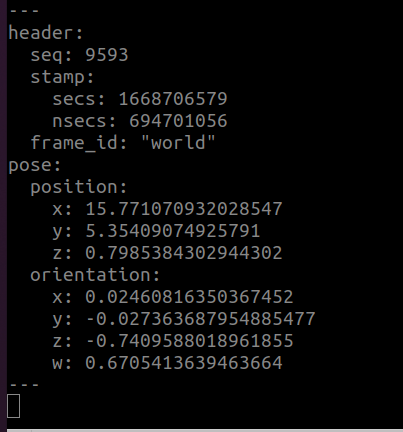 ---
header:
  seq: 9593
  stamp:
    secs: 1668706579
    nsecs: 694701056
  frame_id: "world"
pose:
  position:
    x: 15.771070932028547
    y: 5.35409074925791
    z: 0.7985384302944302
  orientation:
    x: 0.02460816350367452
    y: -0.027363687954885477
    z: -0.7409588018961855
    w: 0.6705413639463664
---